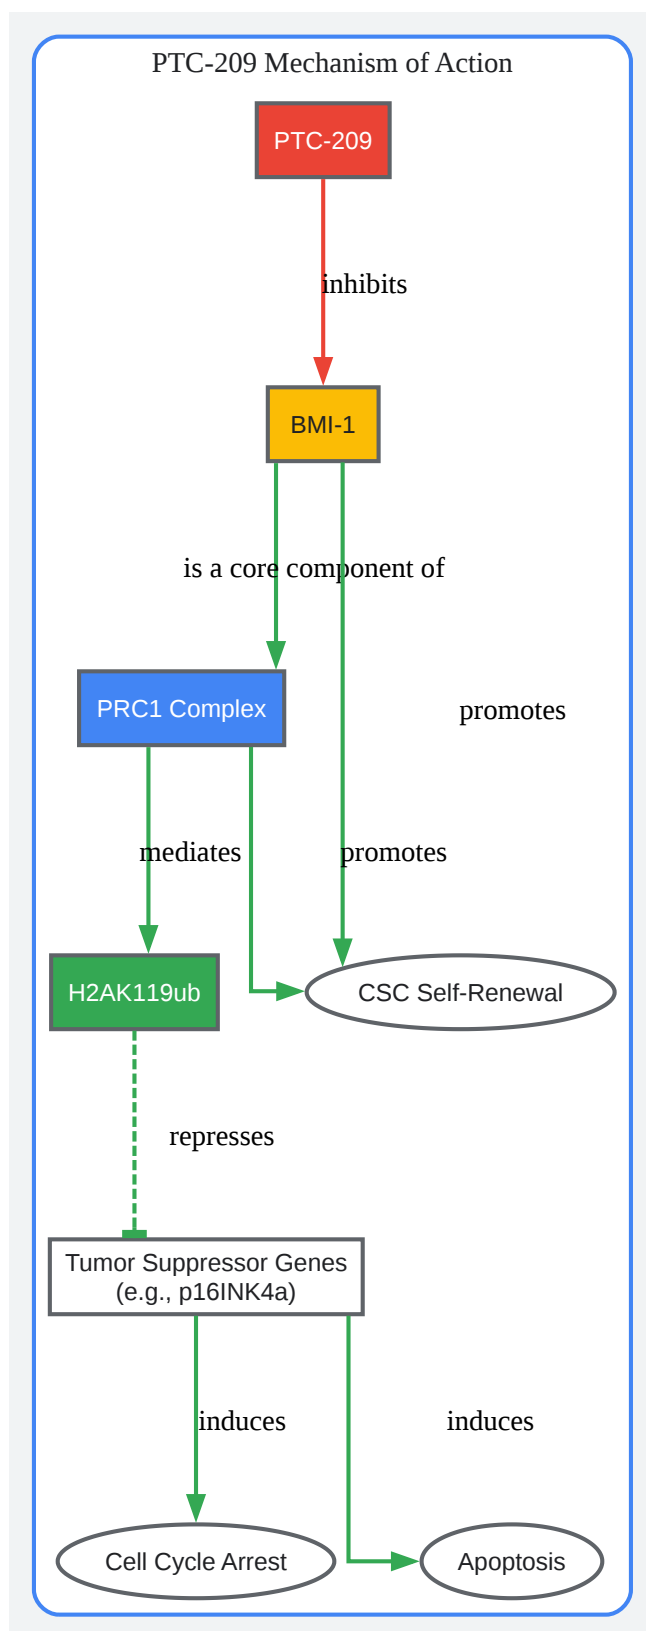 PTC-209 Mechanism of Action
PTC-209
inhibits
BMI-1
is a core component of
PRC1 Complex
promotes
mediates
promotes
H2AK119ub
CSC Self-Renewal
represses
Tumor Suppressor Genes
(e.g., p16INK4a)
induces
induces
Cell Cycle Arrest
Apoptosis